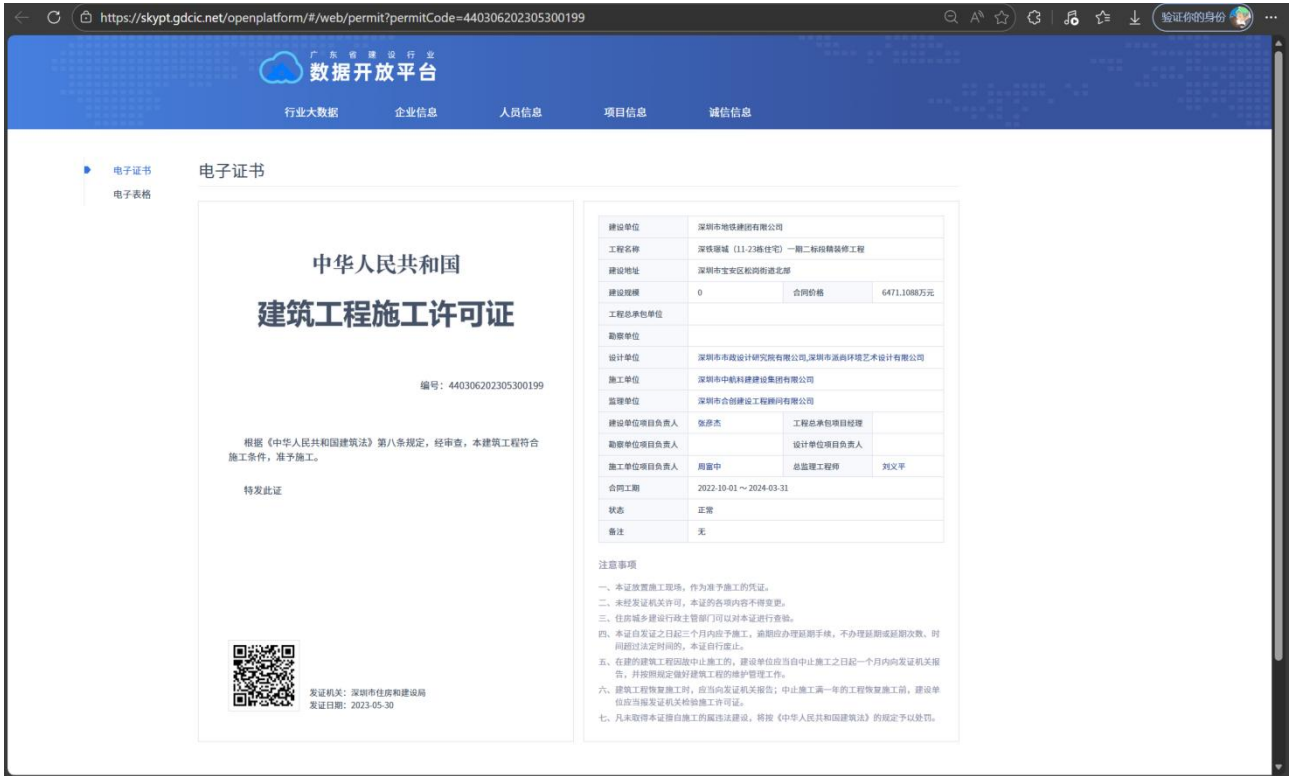 https://skypt.gdcic.net/openplatform/#/web/permit?permitCode=440306202305300199
验证你的身份
广东省建设行业
数据开放平台
行业大数据 企业信息 人员信息 项目信息 诚信信息
电子证书
电子表格
电子证书
中华人民共和国
建筑工程施工许可证
编号：440306202305300199
根据《中华人民共和国建筑法》第八条规定，经审查，本建筑工程符合
施工条件，准予施工。
特发此证
发证机关：深圳市住房和建设局
发证日期：2023-05-30
建设单位 深圳市地铁建团有限公司
工程名称 深铁璟城（11-23栋住宅）一期二标段精装修工程
建设地址 深圳市宝安区松岗街道北部
建设规模 0 合同价格 6471.1088万元
工程总承包单位
勘察单位
设计单位 深圳市市政设计研究院有限公司,深圳市派尚环境艺术设计有限公司
施工单位 深圳市中航科建建设集团有限公司
监理单位 深圳市合创建设工程顾问有限公司
建设单位项目负责人 张彦杰 工程总承包项目经理
勘察单位项目负责人 设计单位项目负责人
施工单位项目负责人 周富中 总监理工程师 刘义平
合同工期 2022-10-01 ～ 2024-03-31
状态 正常
备注 无
注意事项
一、本证放置施工现场，作为准予施工的凭证。
二、未经发证机关许可，本证的各项内容不得变更。
三、住房城乡建设行政主管部门可以对本证进行查验。
四、本证自发证之日起三个月内应予施工，逾期应办理延期手续，不办理延期或延期次数、时
间超过法定时间的，本证自行废止。
五、在建的建筑工程因故中止施工的，建设单位应当自中止施工之日起一个月内向发证机关报
告，并按照规定做好建筑工程的维护管理工作。
六、建筑工程恢复施工时，应当向发证机关报告；中止施工满一年的工程恢复施工前，建设单
位应当报发证机关检验施工许可证。
七、凡未取得本证擅自施工的属违法建设，将按《中华人民共和国建筑法》的规定予以处罚。